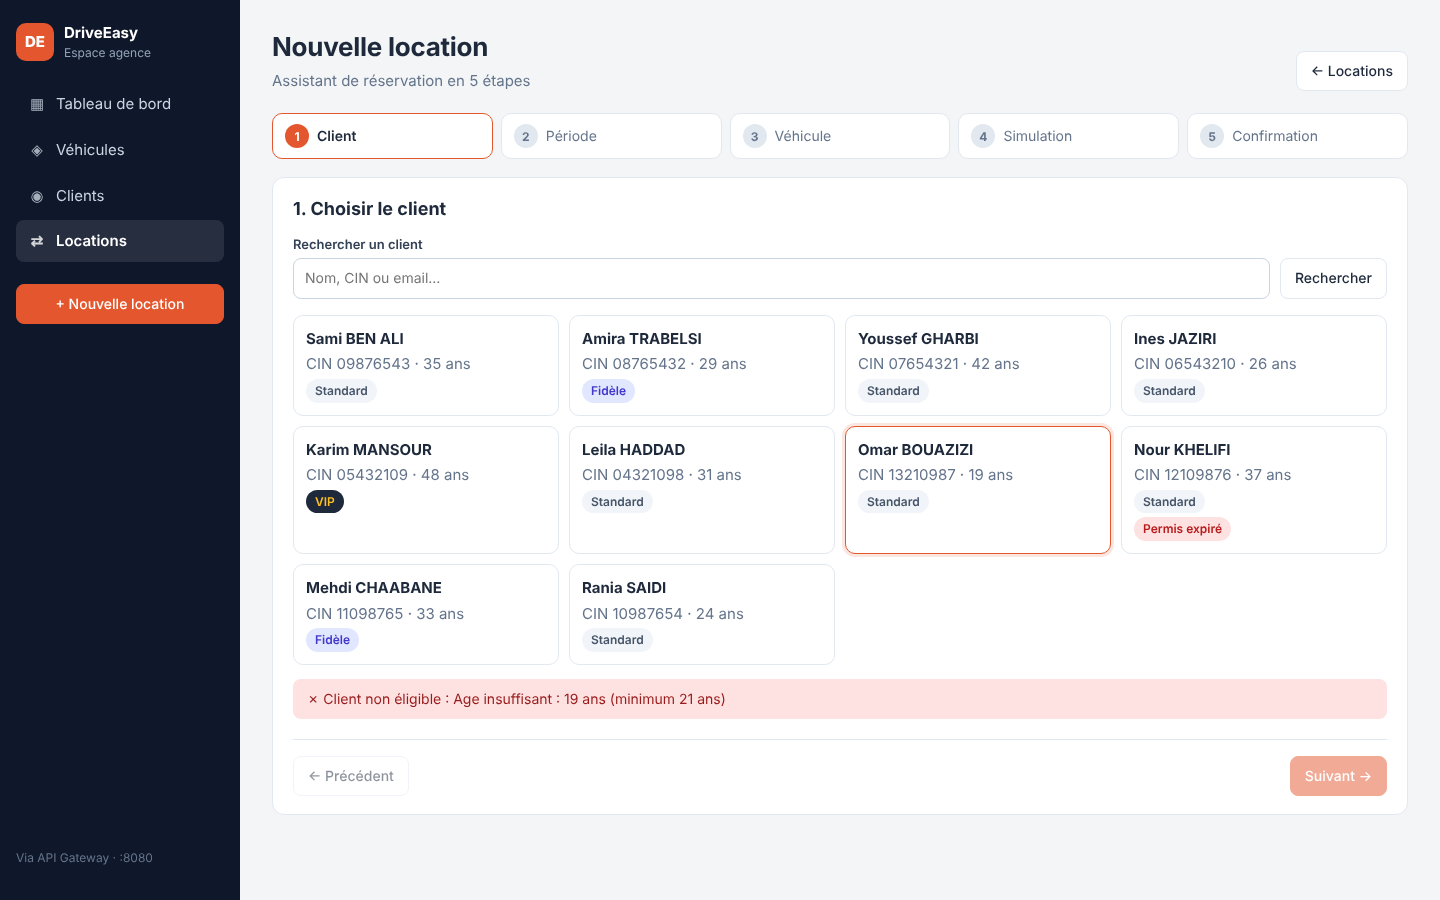 DE
DriveEasy
Espace agence
Tableau de bord
Véhicules
Clients
Locations
+ Nouvelle location
Via API Gateway · :8080
Nouvelle location
Assistant de réservation en 5 étapes
← Locations
1 Client
2 Période
3 Véhicule
4 Simulation
5 Confirmation
1. Choisir le client
Rechercher un client
Nom, CIN ou email...
Rechercher
Sami BEN ALI
CIN 09876543 · 35 ans
Standard
Amira TRABELSI
CIN 08765432 · 29 ans
Fidèle
Youssef GHARBI
CIN 07654321 · 42 ans
Standard
Ines JAZIRI
CIN 06543210 · 26 ans
Standard
Karim MANSOUR
CIN 05432109 · 48 ans
VIP
Leila HADDAD
CIN 04321098 · 31 ans
Standard
Omar BOUAZIZI
CIN 13210987 · 19 ans
Standard
Nour KHELIFI
CIN 12109876 · 37 ans
Standard
Permis expiré
Mehdi CHAABANE
CIN 11098765 · 33 ans
Fidèle
Rania SAIDI
CIN 10987654 · 24 ans
Standard
× Client non éligible : Age insuffisant : 19 ans (minimum 21 ans)
← Précédent
Suivant →